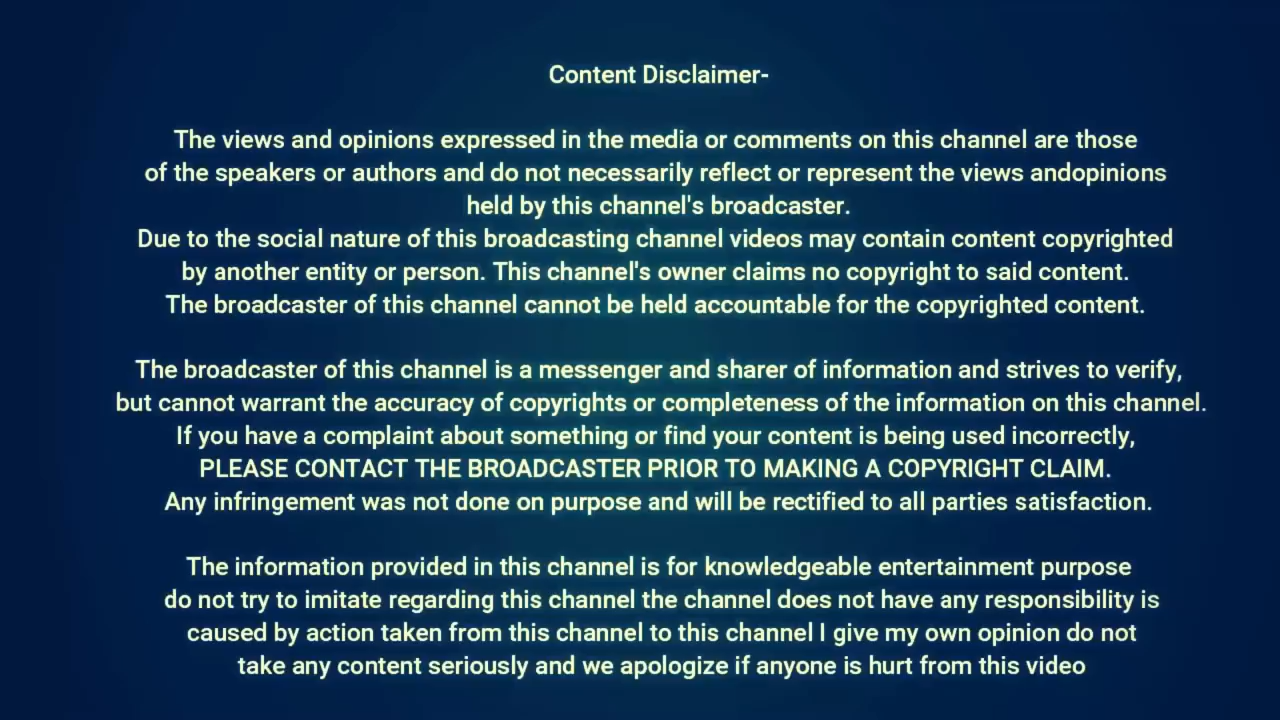 Content Disclaimer-
The views and opinions expressed in the media or comments on this channel are those
of the speakers or authors and do not necessarily reflect or represent the views andopinions
held by this channel's broadcaster.
Due to the social nature of this broadcasting channel videos may contain content copyrighted
by another entity or person. This channel's owner claims no copyright to said content.
The broadcaster of this channel cannot be held accountable for the copyrighted content.
The broadcaster of this channel is a messenger and sharer of information and strives to verify,
but cannot warrant the accuracy of copyrights or completeness of the information on this channel.
If you have a complaint about something or find your content is being used incorrectly,
PLEASE CONTACT THE BROADCASTER PRIOR TO MAKING A COPYRIGHT CLAIM.
Any infringement was not done on purpose and will be rectified to all parties satisfaction.
The information provided in this channel is for knowledgeable entertainment purpose
do not try to imitate regarding this channel the channel does not have any responsibility is
caused by action taken from this channel to this channel I give my own opinion do not
take any content seriously and we apologize if anyone is hurt from this video